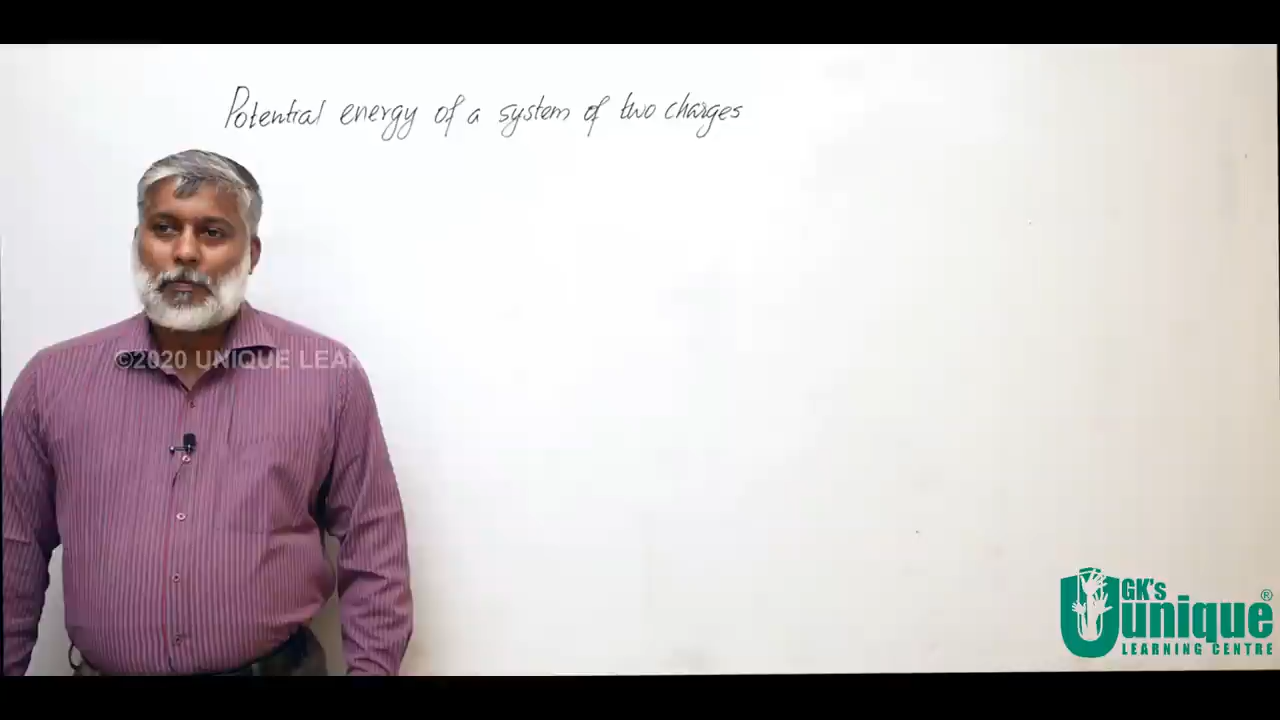 Potential energy of a system of two charges
©2020 UNIQUE LEAR
GK's
unique ®
LEARNING CENTRE